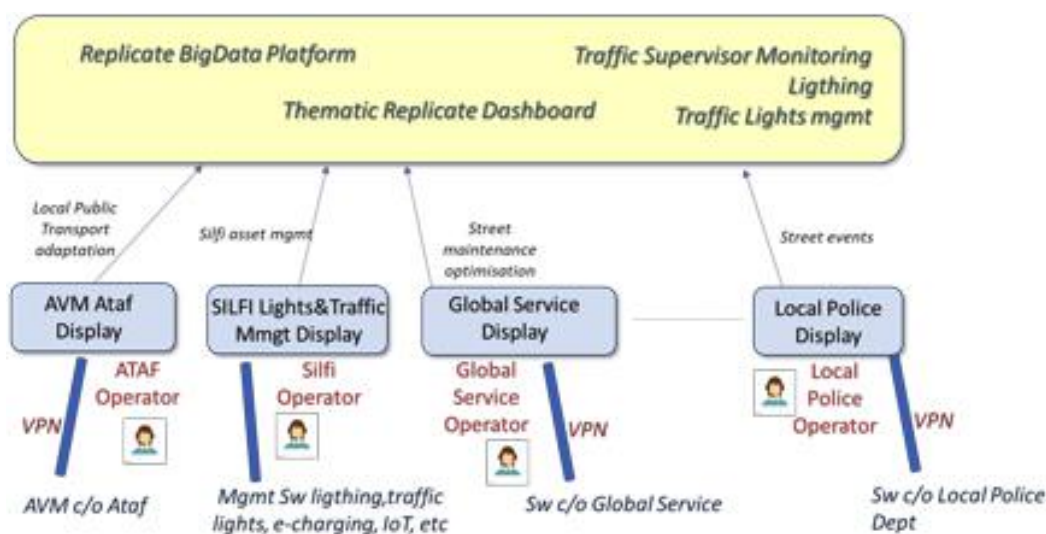 Replicate BigData Platform
Traffic Supervisor Monitoring
Ligthing
Thematic Replicate Dashboard
Traffic Lights mgmt
Local Public
Transport
adaptation
Silfi asset mgmt
Street
maintenance
optimisation
Street events
AVM Ataf
Display
SILFI Lights&Traffic
Mmgt Display
Global Service
Display
Local Police
Display
ATAF
Operator
VPN
Silfi
Operator
Global
Service
Operator
VPN
Local
Police
Operator
VPN
AVM c/o Ataf
Mgmt Sw ligthing,traffic
lights, e-charging, IoT, etc
Sw c/o Global Service
Sw c/o Local Police
Dept